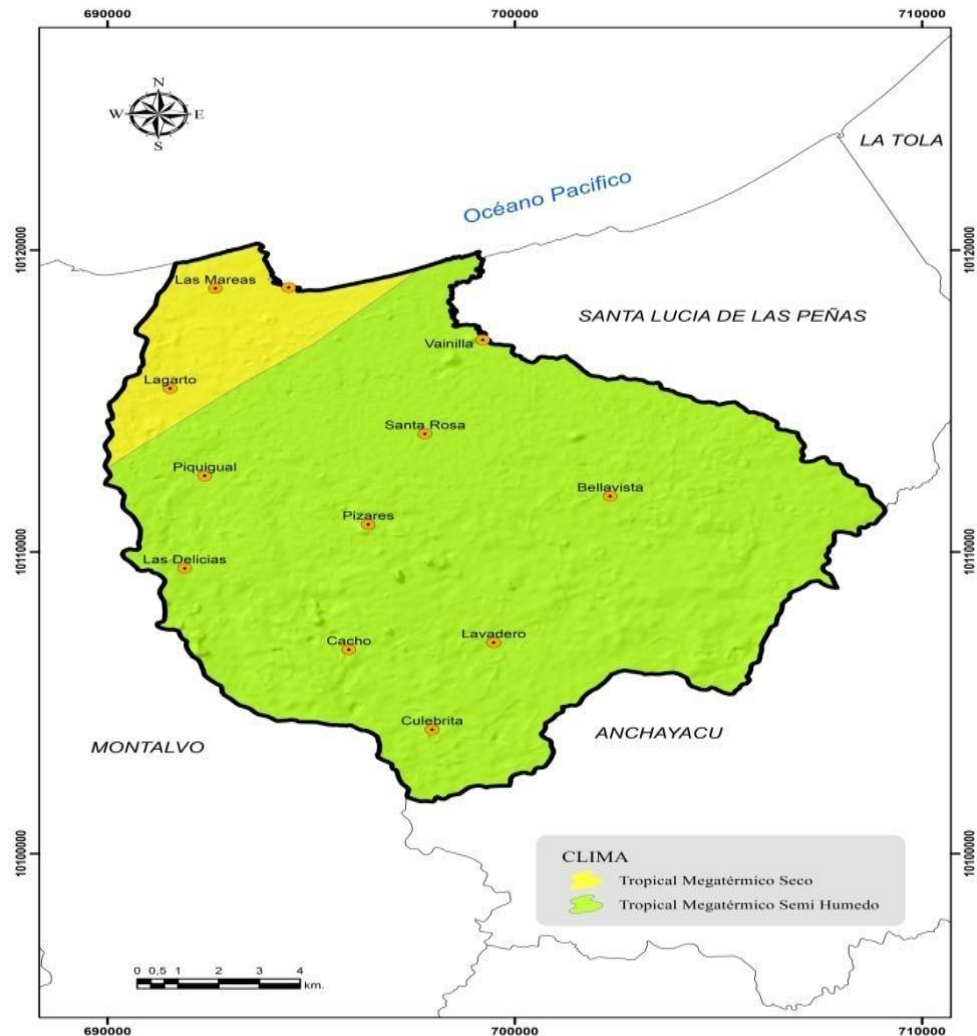 690000
700000
710000
N
W
E
S
LA TOLA
Océano Pacifico
10120000
10120000
Las Mareas
SANTA LUCIA DE LAS PEÑAS
Vainilla
Lagarto
Santa Rosa
Piquigual
Bellavista
Pizares
10110000
10110000
Las Delicias
Lavadero
Cacho
Culebrita
ANCHAYACU
MONTALVO
10100000
10100000
CLIMA
Tropical Megatérmico Seco
Tropical Megatérmico Semi Humedo
0 0,5 1 2 3 4
km.
690000
700000
710000